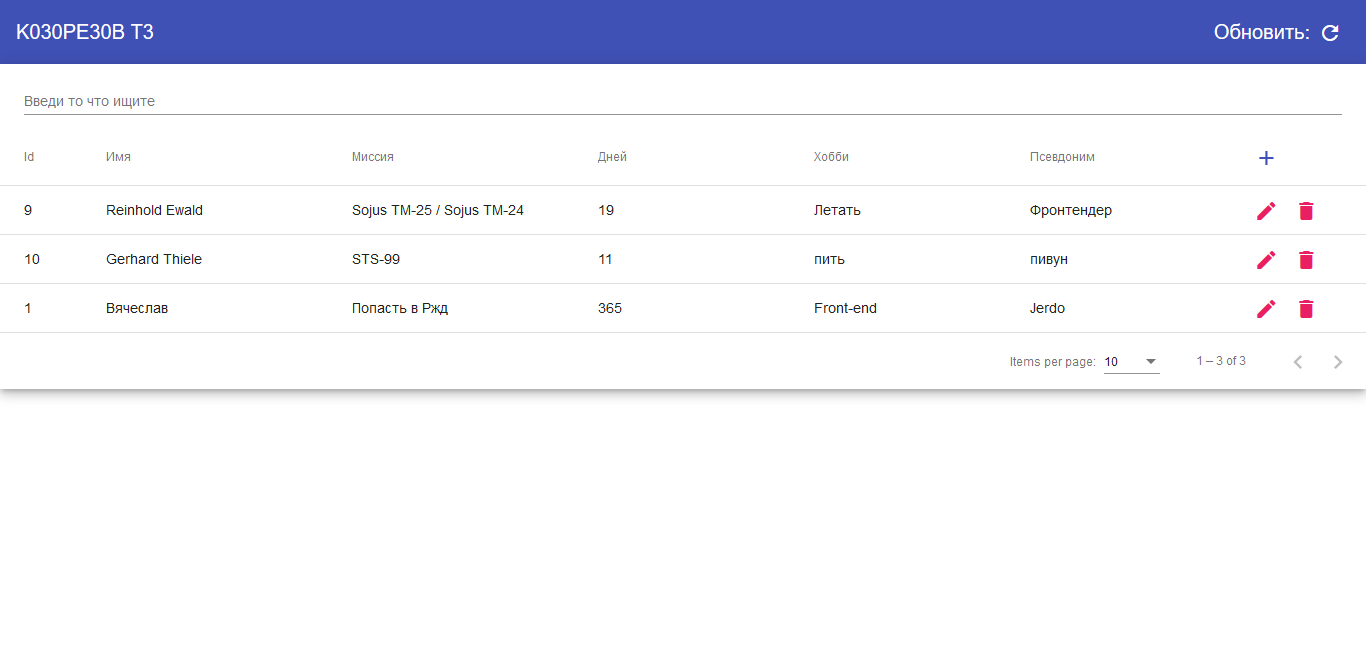 K030PE30B T3
Обновить:
Введи то что ищите
Id Имя Миссия Дней Хобби Псевдоним
9 Reinhold Ewald Sojus TM-25 / Sojus TM-24 19 Летать Фронтендер
10 Gerhard Thiele STS-99 11 пить пивун
1 Вячеслав Попасть в Ржд 365 Front-end Jerdo
Items per page: 10 1 – 3 of 3